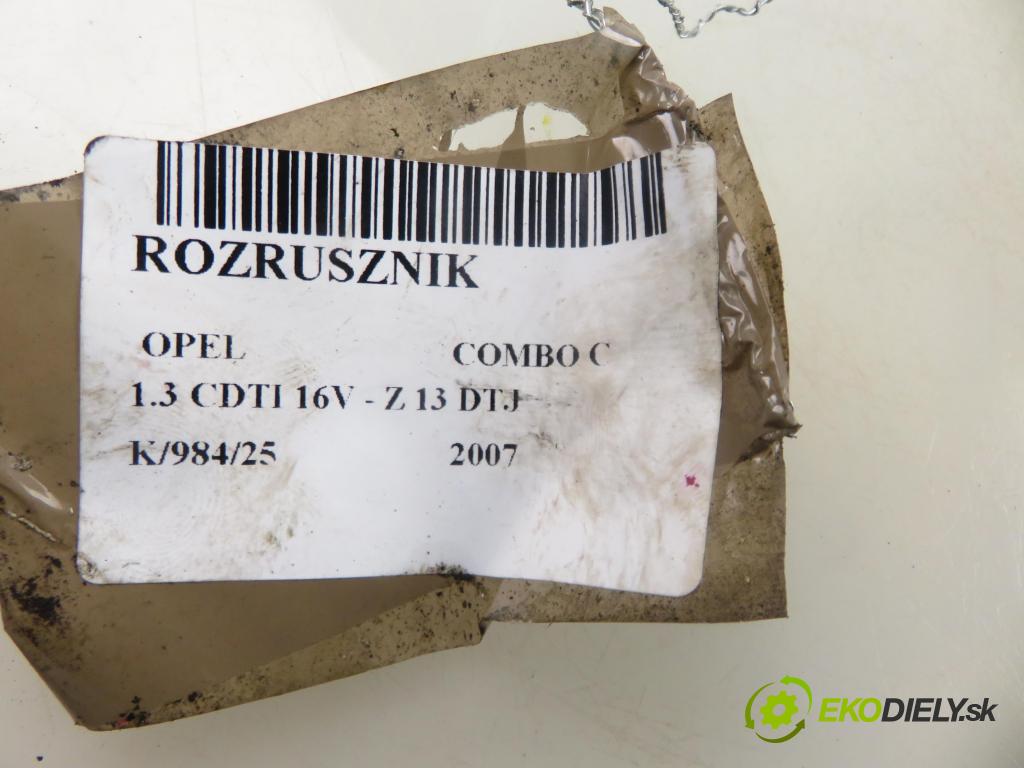 ROZRUSZNIK
OPEL COMBO C
1.3 CDTI 16V - Z 13 DTJ
K/984/25 2007
EKODIELY.sk